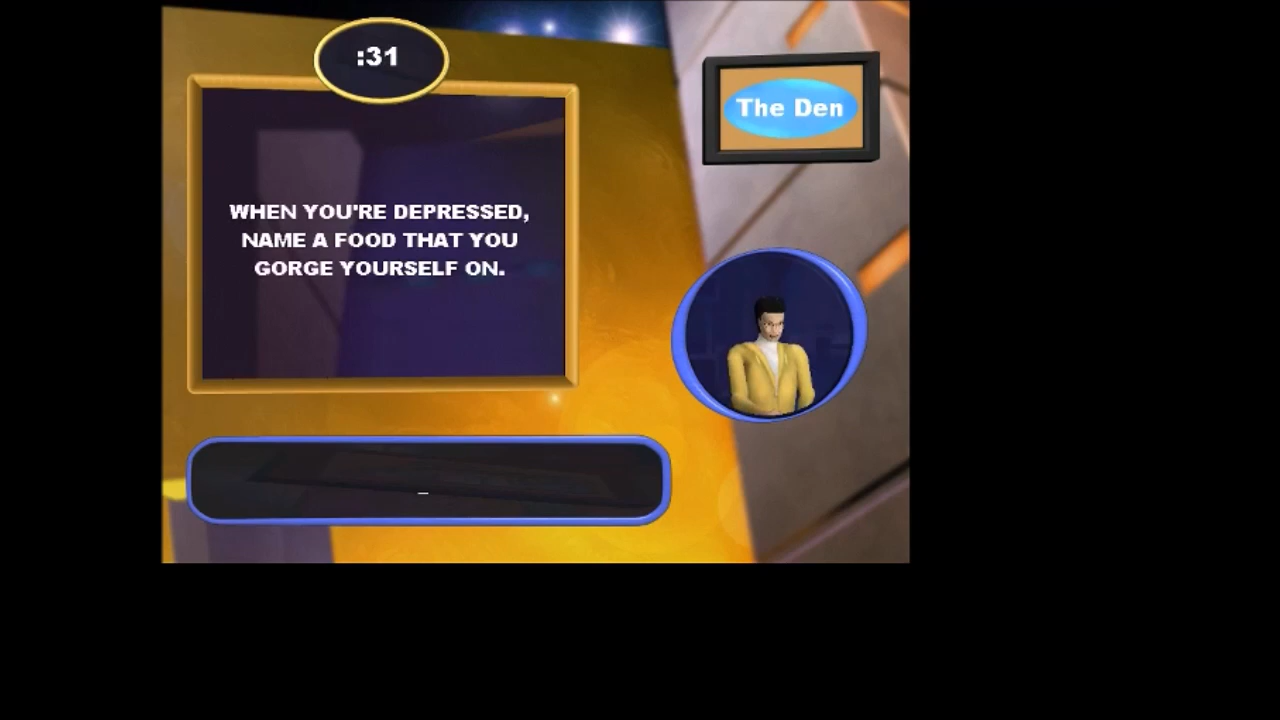 :31
The Den
WHEN YOU'RE DEPRESSED,
NAME A FOOD THAT YOU
GORGE YOURSELF ON.
_